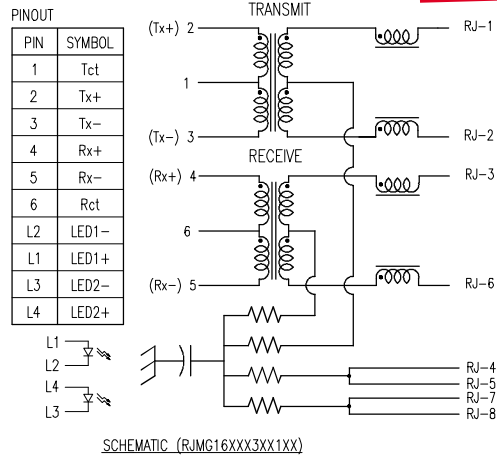 PINOUT
PIN SYMBOL
1 Tct
2 Tx+
3 Tx-
4 Rx+
5 Rx-
6 Rct
L2 LED1-
L1 LED1+
L3 LED2-
L4 LED2+
TRANSMIT
(Tx+) 2
RJ-1
1
(Tx-) 3
RJ-2
RECEIVE
(Rx+) 4
RJ-3
6
(Rx-) 5
RJ-6
L1
L2
L4
L3
RJ-4
RJ-5
RJ-7
RJ-8
SCHEMATIC (RJMG16XXX3XX1XX)